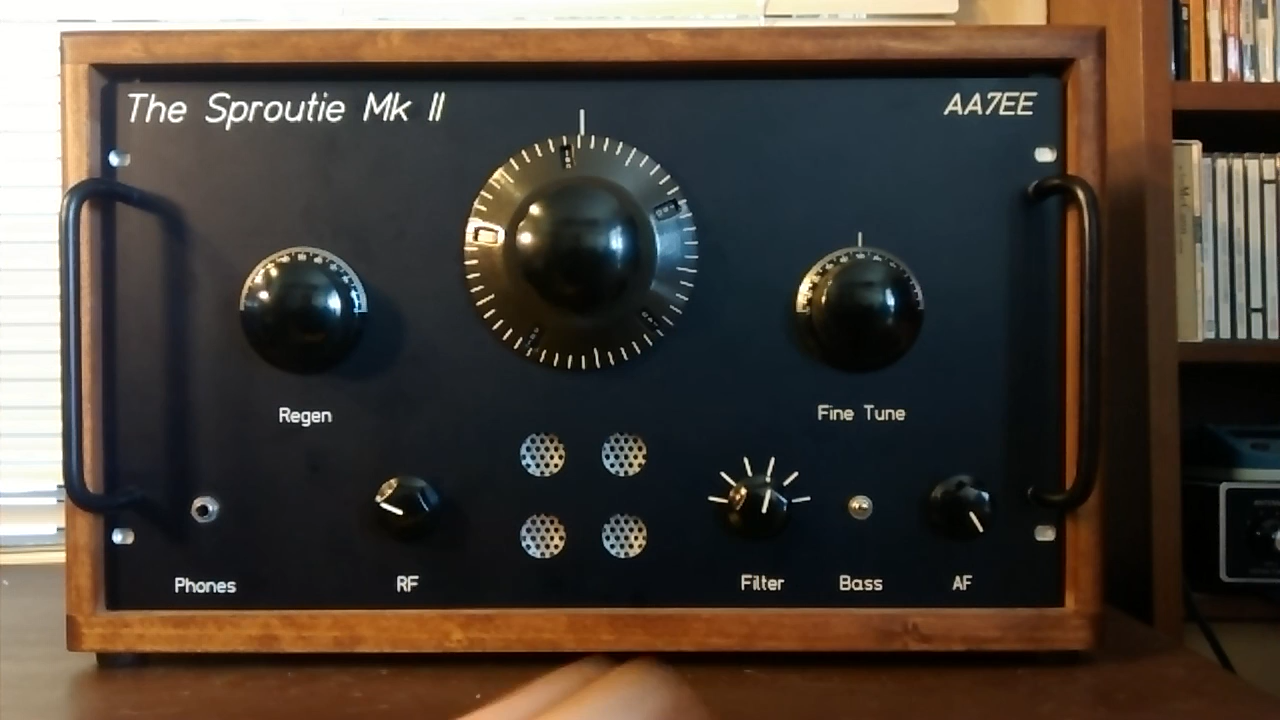 The Sproutie Mk II
AA7EE
Regen
Fine Tune
Phones
RF
Filter
Bass
AF